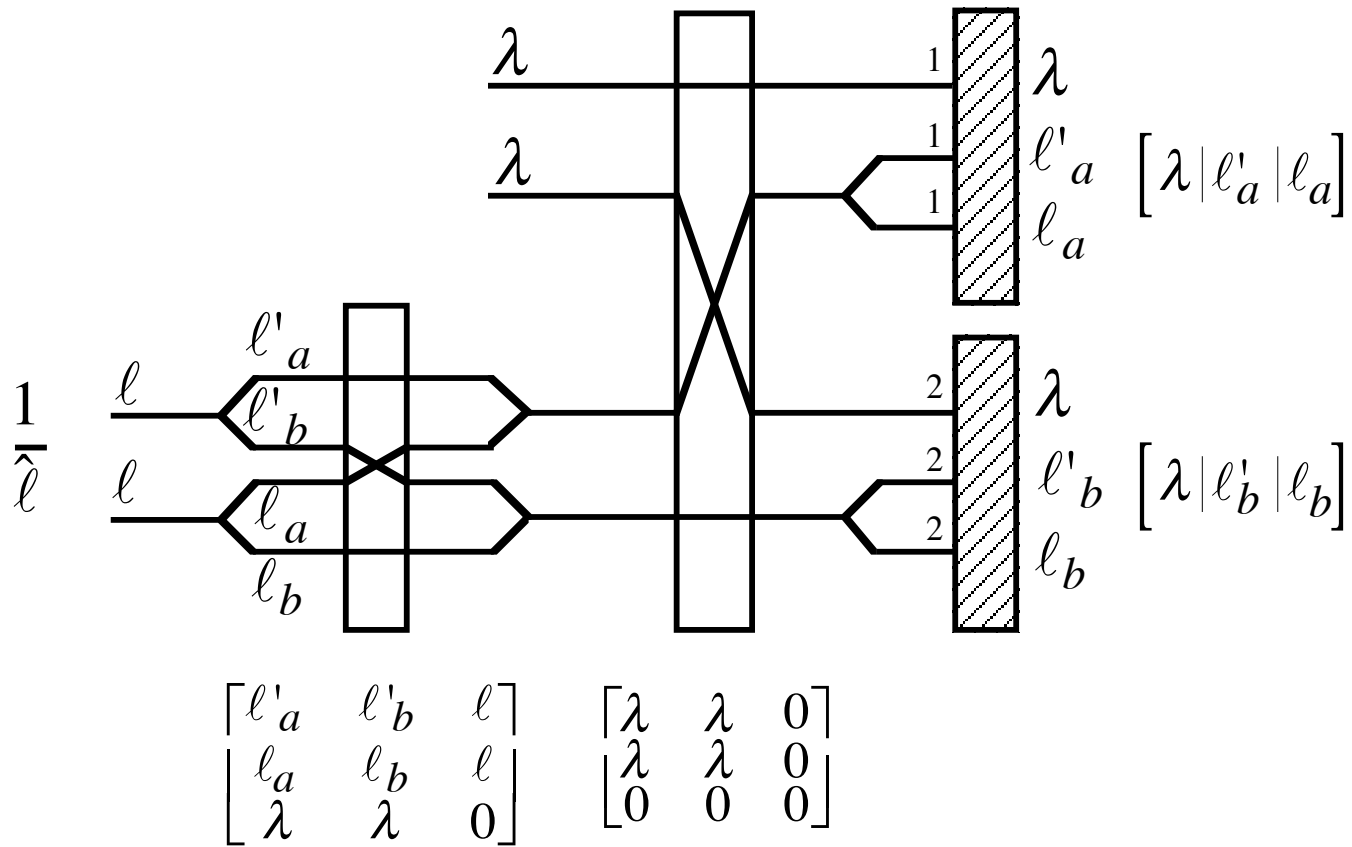 λ
1 λ
λ
1 ℓ'a [λ|ℓ'a|ℓa]
1 ℓa
ℓ'a
ℓ
ℓ'b
2 λ
1/ℓ̂
ℓ
ℓa
2 ℓ'b [λ|ℓ'b|ℓb]
2 ℓb
ℓb
ℓ'a ℓ'b ℓ
λ λ 0
ℓa ℓb ℓ
λ λ 0
λ λ 0
0 0 0